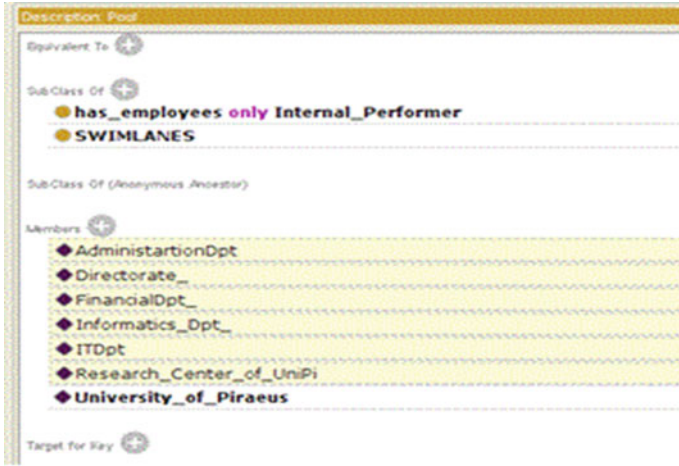 Description: Pool
Equivalent To
SubClass Of
has_employees only Internal_Performer
SWIMLANES
SubClass Of (Anonymous Ancestor)
Members
AdministartionDpt
Directorate_
FinancialDpt_
Informatics_Dpt_
ITDpt
Research_Center_of_UniPi
University_of_Piraeus
Target for Key